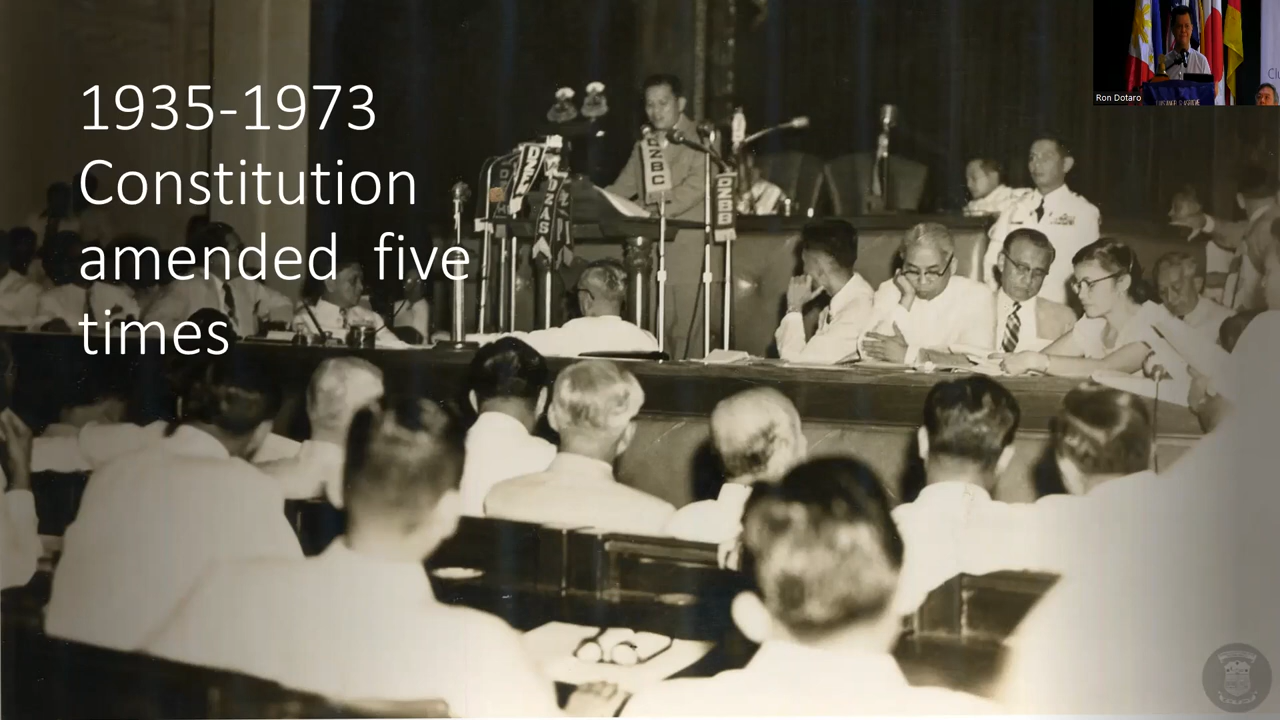 1935-1973
Constitution
amended five
times
Ron Dotaro
DZBC
DZBB